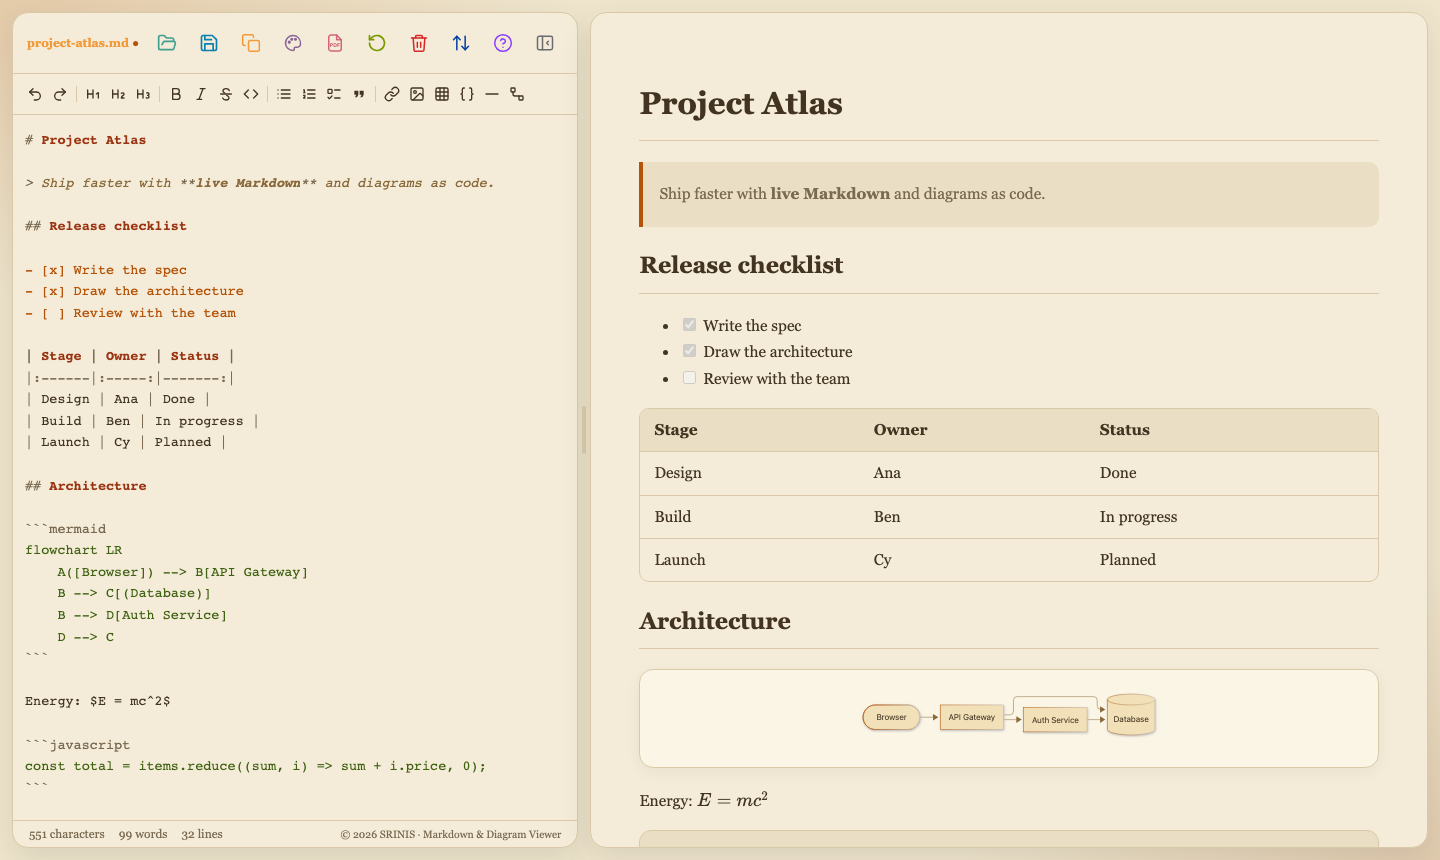 project-atlas.md
PDF
H1 H2 H3 B I S
# Project Atlas
> Ship faster with **live Markdown** and diagrams as code.
## Release checklist
- [x] Write the spec
- [x] Draw the architecture
- [ ] Review with the team
| Stage | Owner | Status |
|:------|:-----:|-------:|
| Design | Ana | Done |
| Build | Ben | In progress |
| Launch | Cy | Planned |
## Architecture
```mermaid
flowchart LR
    A([Browser]) --> B[API Gateway]
    B --> C[(Database)]
    B --> D[Auth Service]
    D --> C
```
Energy: $E = mc^2$
```javascript
const total = items.reduce((sum, i) => sum + i.price, 0);
```
551 characters 99 words 32 lines © 2026 SRINIS · Markdown & Diagram Viewer
Project Atlas
Ship faster with live Markdown and diagrams as code.
Release checklist
Write the spec
Draw the architecture
Review with the team
Stage Owner Status
Design Ana Done
Build Ben In progress
Launch Cy Planned
Architecture
Browser API Gateway Auth Service Database
Energy: E = mc²